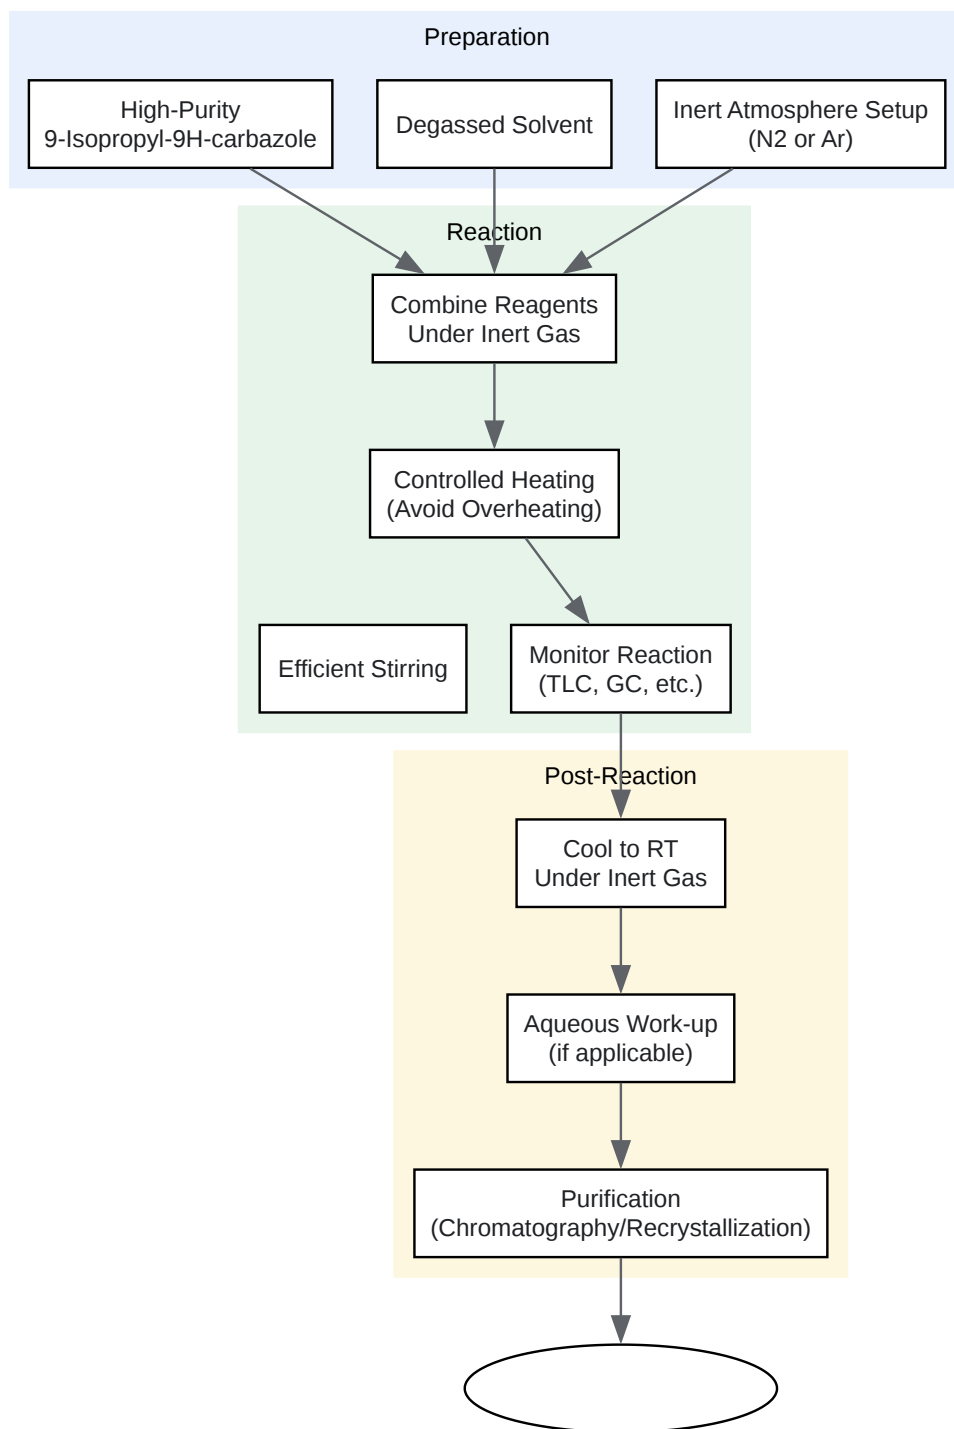 Preparation
High-Purity
9-Isopropyl-9H-carbazole
Degassed Solvent
Inert Atmosphere Setup
(N2 or Ar)
Reaction
Combine Reagents
Under Inert Gas
Controlled Heating
(Avoid Overheating)
Efficient Stirring
Monitor Reaction
(TLC, GC, etc.)
Post-Reaction
Cool to RT
Under Inert Gas
Aqueous Work-up
(if applicable)
Purification
(Chromatography/Recrystallization)